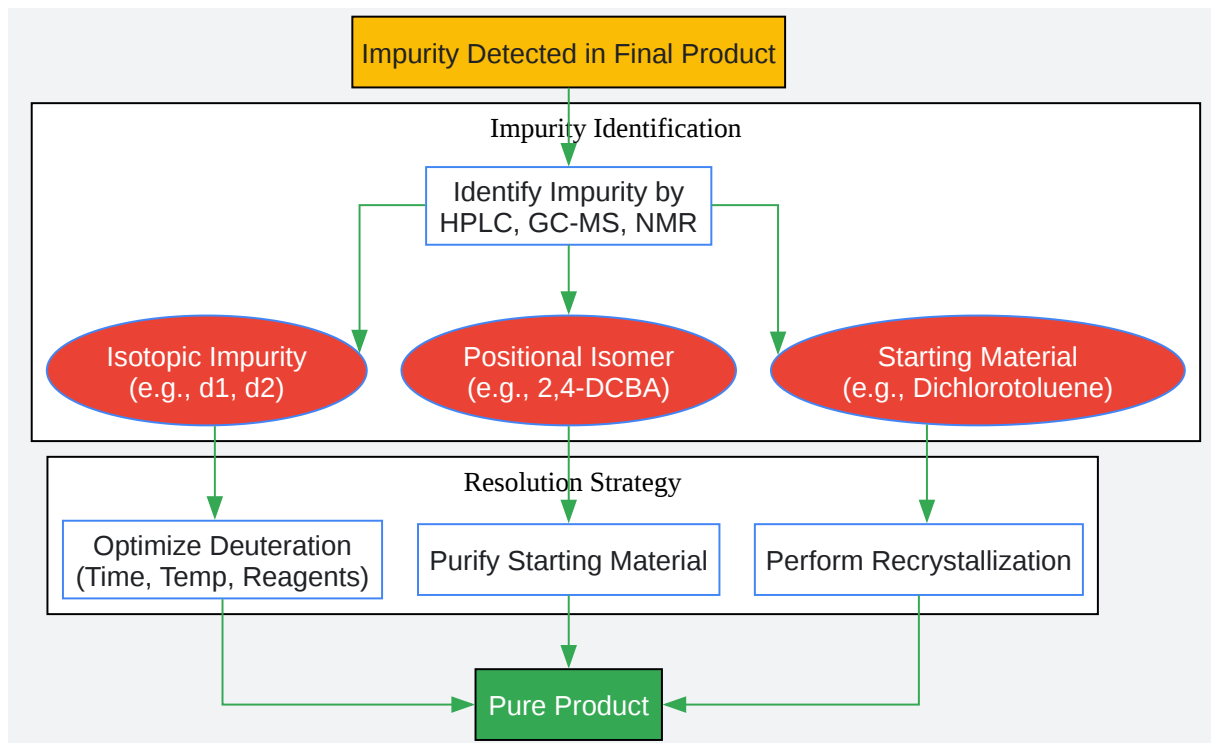 Impurity Detected in Final Product
Impurity Identification
Identify Impurity by
HPLC, GC-MS, NMR
Isotopic Impurity
(e.g., d1, d2)
Positional Isomer
(e.g., 2,4-DCBA)
Starting Material
(e.g., Dichlorotoluene)
Resolution Strategy
Optimize Deuteration
(Time, Temp, Reagents)
Purify Starting Material
Perform Recrystallization
Pure Product